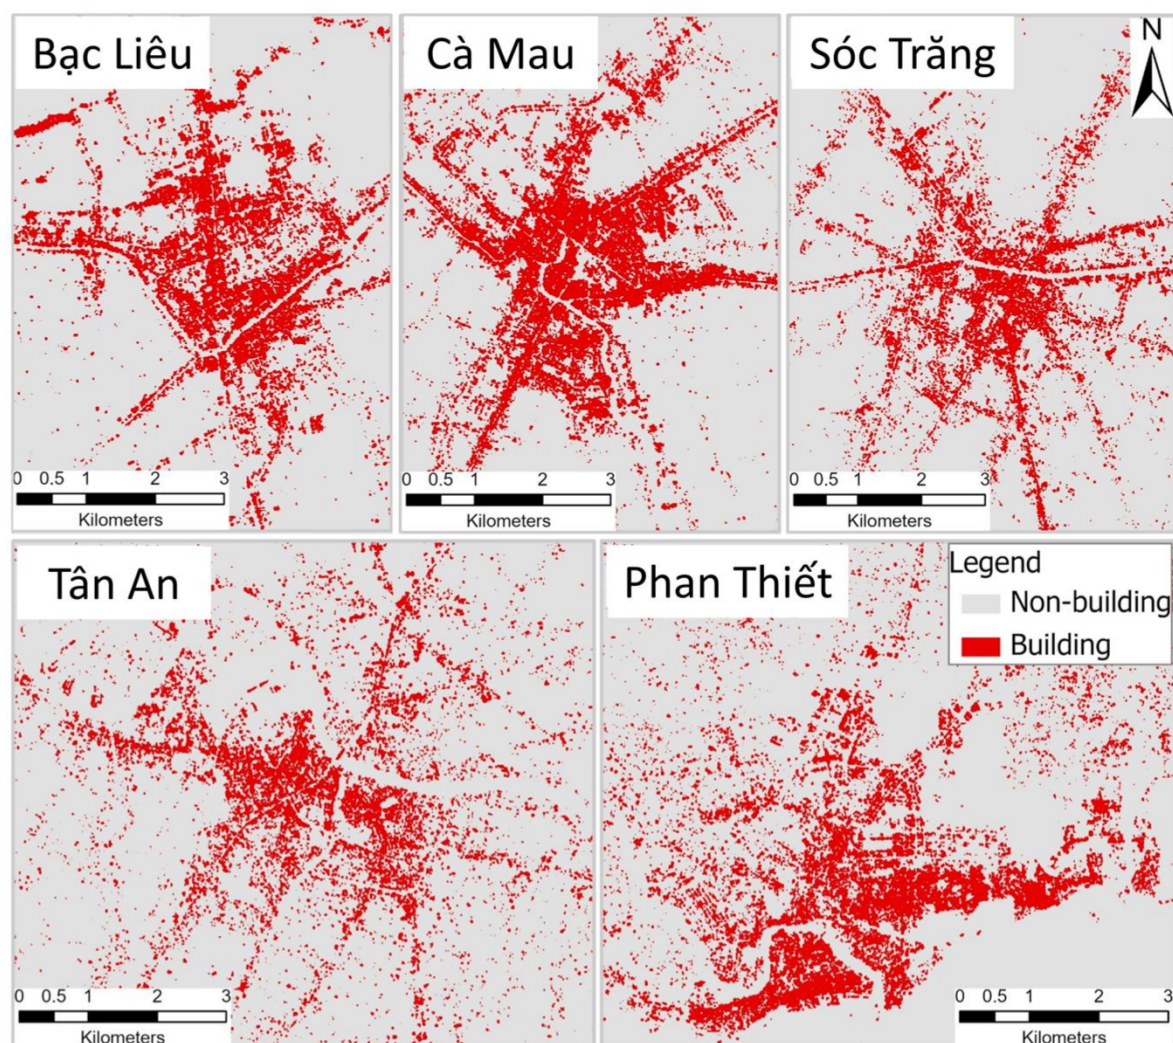 Bạc Liêu
Cà Mau
Sóc Trăng
N
0 0.5 1 2 3
Kilometers
0 0.5 1 2 3
Kilometers
0 0.5 1 2 3
Kilometers
Tân An
Phan Thiết
Legend
Non-building
Building
0 0.5 1 2 3
Kilometers
0 0.5 1 2 3
Kilometers